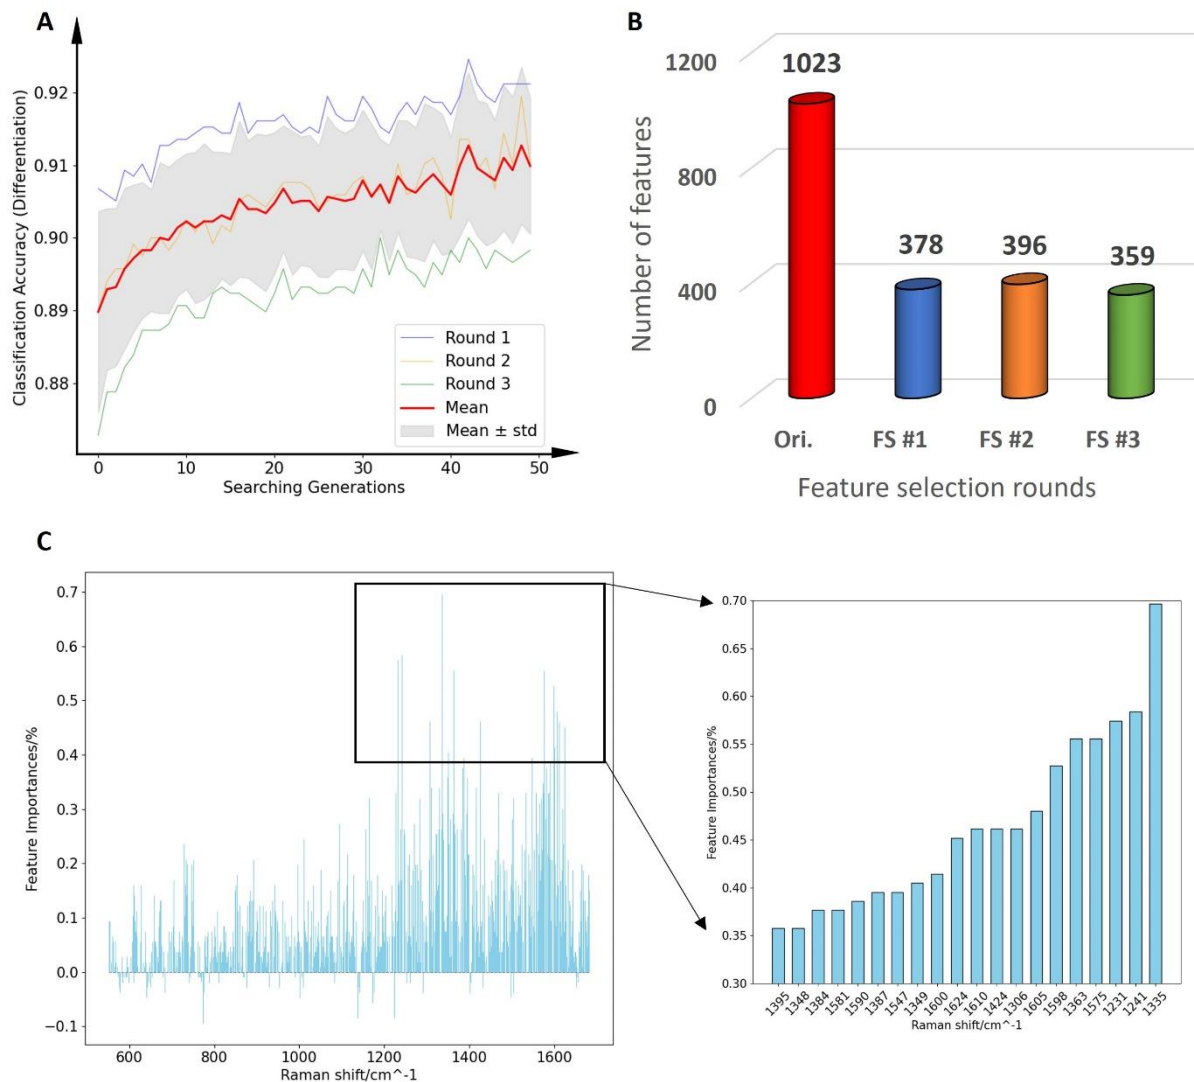 A
Classification Accuracy (Differentiation)
0.92
0.91
0.90
0.89
0.88
0 10 20 30 40 50
Searching Generations
Round 1
Round 2
Round 3
Mean
Mean ± std
B
Number of features
1200
800
400
0
1023
378
396
359
Ori. FS #1 FS #2 FS #3
Feature selection rounds
C
Feature Importances/%
0.7
0.6
0.5
0.4
0.3
0.2
0.1
0.0
−0.1
600 800 1000 1200 1400 1600
Raman shift/cm^-1
Feature Importances/%
0.70
0.65
0.60
0.55
0.50
0.45
0.40
0.35
0.30
1395 1348 1384 1581 1590 1387 1547 1349 1600 1624 1610 1424 1306 1605 1598 1363 1575 1231 1241 1335
Raman shift/cm^-1